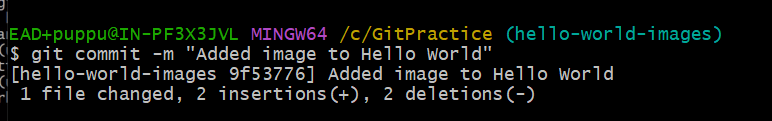 EAD+puppu@IN-PF3X3JVL MINGW64 /c/GitPractice (hello-world-images)
$ git commit -m "Added image to Hello World"
[hello-world-images 9f53776] Added image to Hello World
 1 file changed, 2 insertions(+), 2 deletions(-)